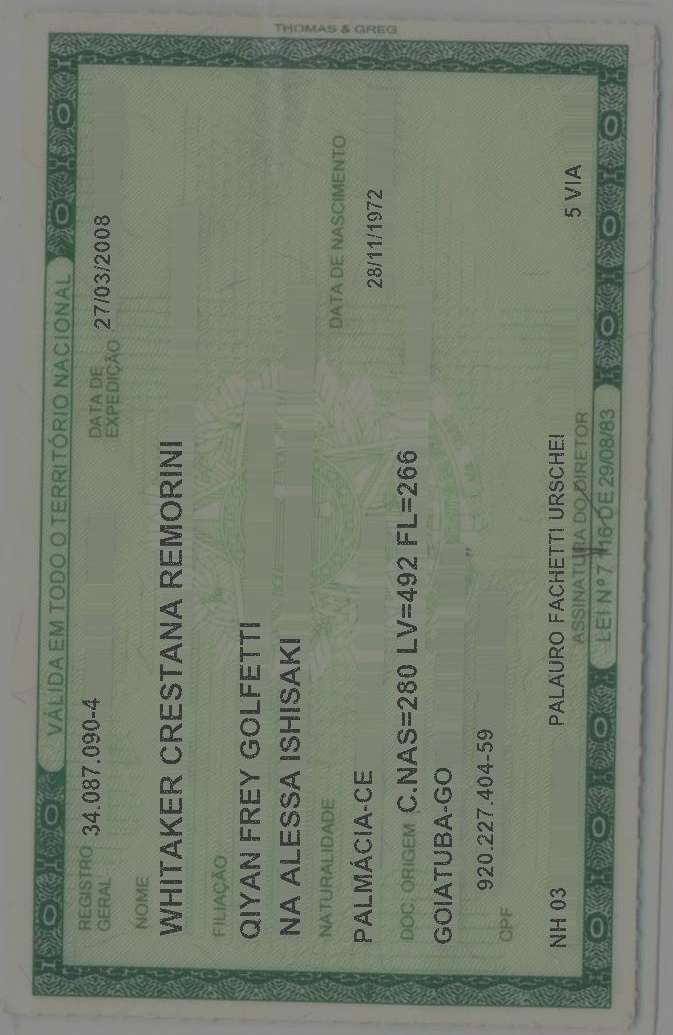 THOMAS & GREG
VÁLIDA EM TODO O TERRITÓRIO NACIONAL
REGISTRO GERAL 34.087.090-4 DATA DE EXPEDIÇÃO 27/03/2008
NOME
WHITAKER CRESTANA REMORINI
FILIAÇÃO
QIYAN FREY GOLFETTI
NA ALESSA ISHISAKI
NATURALIDADE DATA DE NASCIMENTO
PALMÁCIA-CE 28/11/1972
DOC. ORIGEM C.NAS=280 LV=492 FL=266
GOIATUBA-GO
920.227.404-59
CPF
NH 03 PALAURO FACHETTI URSCHEI 5 VIA
ASSINATURA DO DIRETOR
LEI Nº 7.116 DE 29/08/83